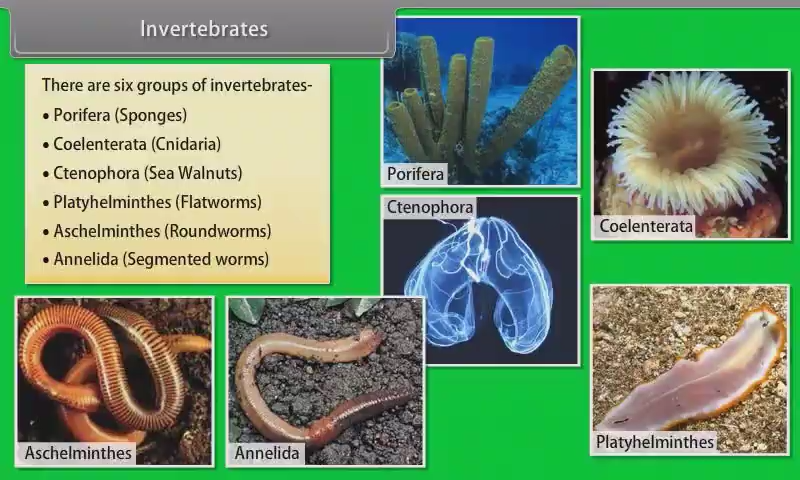 Invertebrates
There are six groups of invertebrates-
• Porifera (Sponges)
• Coelenterata (Cnidaria)
• Ctenophora (Sea Walnuts)
• Platyhelminthes (Flatworms)
• Aschelminthes (Roundworms)
• Annelida (Segmented worms)
Porifera
Ctenophora
Coelenterata
Aschelminthes
Annelida
Platyhelminthes